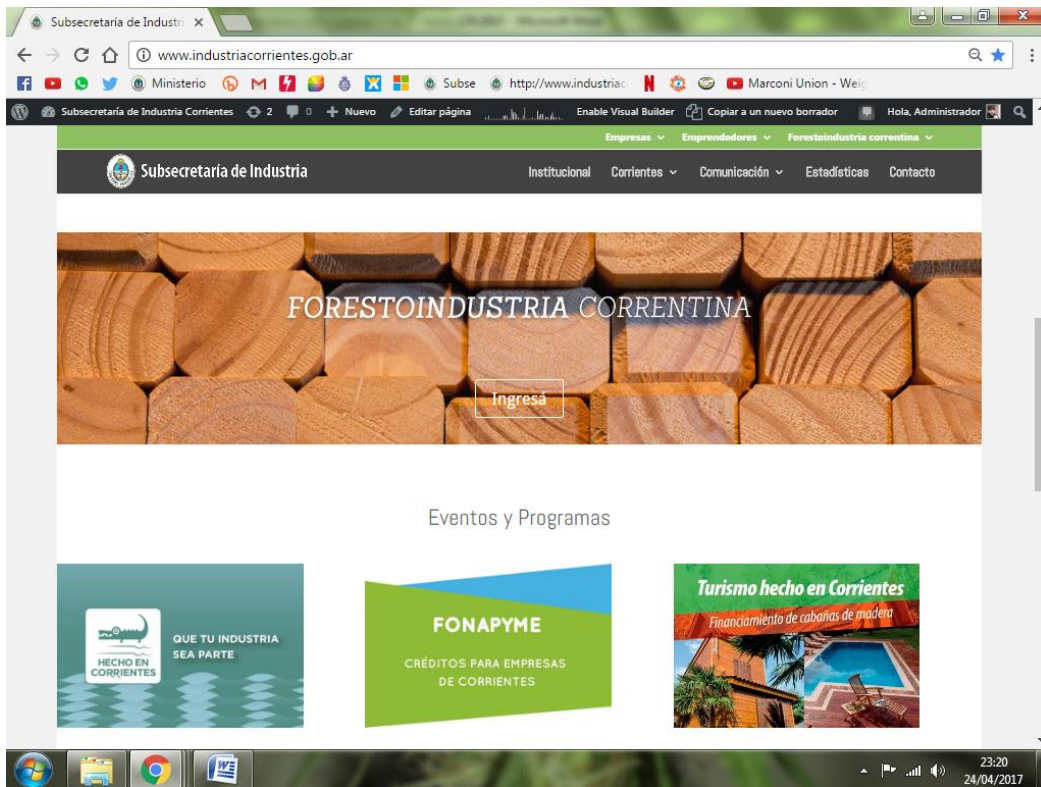 Subsecretaría de Industri
www.industriacorrientes.gob.ar
Ministerio
Subse
http://www.industria
Marconi Union - Weig
Subsecretaría de Industria Corrientes 2 0 + Nuevo Editar página Enable Visual Builder Copiar a un nuevo borrador Hola, Administrador
Empresas Emprendedores Forestoindustria correntina
Subsecretaría de Industria
Institucional Corrientes Comunicación Estadísticas Contacto
FORESTOINDUSTRIA CORRENTINA
Ingresá
Eventos y Programas
HECHO EN
CORRIENTES
QUE TU INDUSTRIA
SEA PARTE
FONAPYME
CRÉDITOS PARA EMPRESAS
DE CORRIENTES
Turismo hecho en Corrientes
Financiamiento de cabañas de madera
23:20
24/04/2017